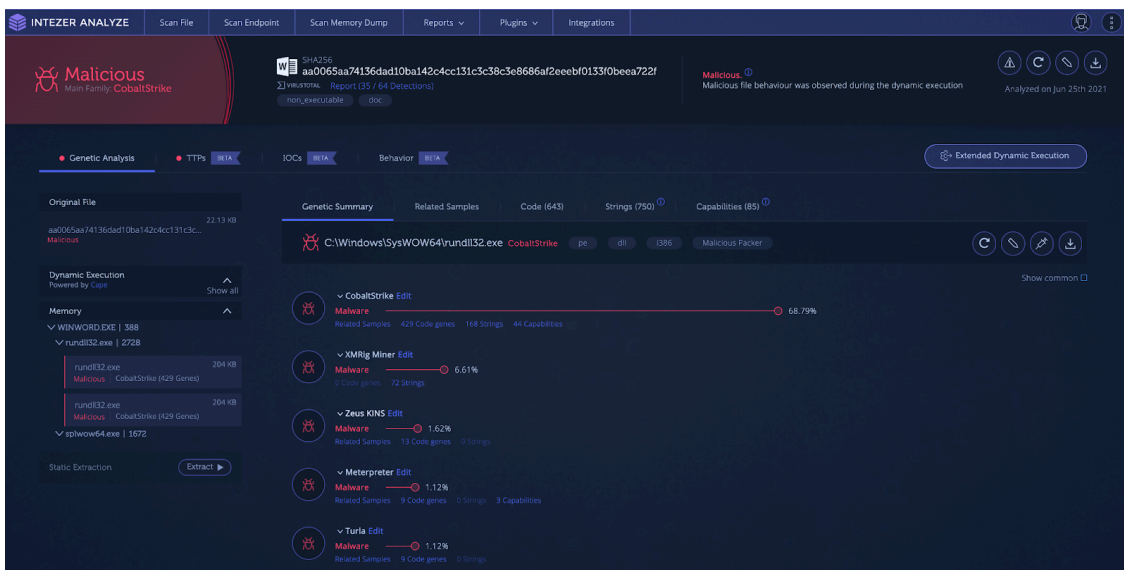 INTEZER ANALYZE Scan File Scan Endpoint Scan Memory Dump Reports Plugins Integrations
Malicious
Main Family: CobaltStrike
SHA256
aa0065aa74136dad10ba142c4cc131c3c38c3e8686af2eeebf0133f0beea722f
VIRUSTOTAL Report (35 / 64 Detections)
non_executable doc
Malicious.
Malicious file behaviour was observed during the dynamic execution
Analyzed on Jun 25th 2021
Genetic Analysis TTPs BETA IOCs BETA Behavior BETA
Extended Dynamic Execution
Original File
22.13 KB
aa0065aa74136dad10ba142c4cc131c3c...
Malicious
Dynamic Execution
Powered by Cape
Show all
Memory
WINWORD.EXE | 388
rundll32.exe | 2728
rundll32.exe 204 KB
Malicious CobaltStrike (429 Genes)
rundll32.exe 204 KB
Malicious CobaltStrike (429 Genes)
splwow64.exe | 1672
Static Extraction Extract
Genetic Summary Related Samples Code (643) Strings (750) Capabilities (85)
C:\Windows\SysWOW64\rundll32.exe CobaltStrike pe dll i386 Malicious Packer
Show common
CobaltStrike Edit
Malware 68.79%
Related Samples 429 Code genes 168 Strings 44 Capabilities
XMRig Miner Edit
Malware 6.61%
0 Code genes 72 Strings
Zeus KINS Edit
Malware 1.62%
Related Samples 13 Code genes 0 Strings
Meterpreter Edit
Malware 1.12%
Related Samples 9 Code genes 0 Strings 3 Capabilities
Turla Edit
Malware 1.12%
Related Samples 9 Code genes 0 Strings